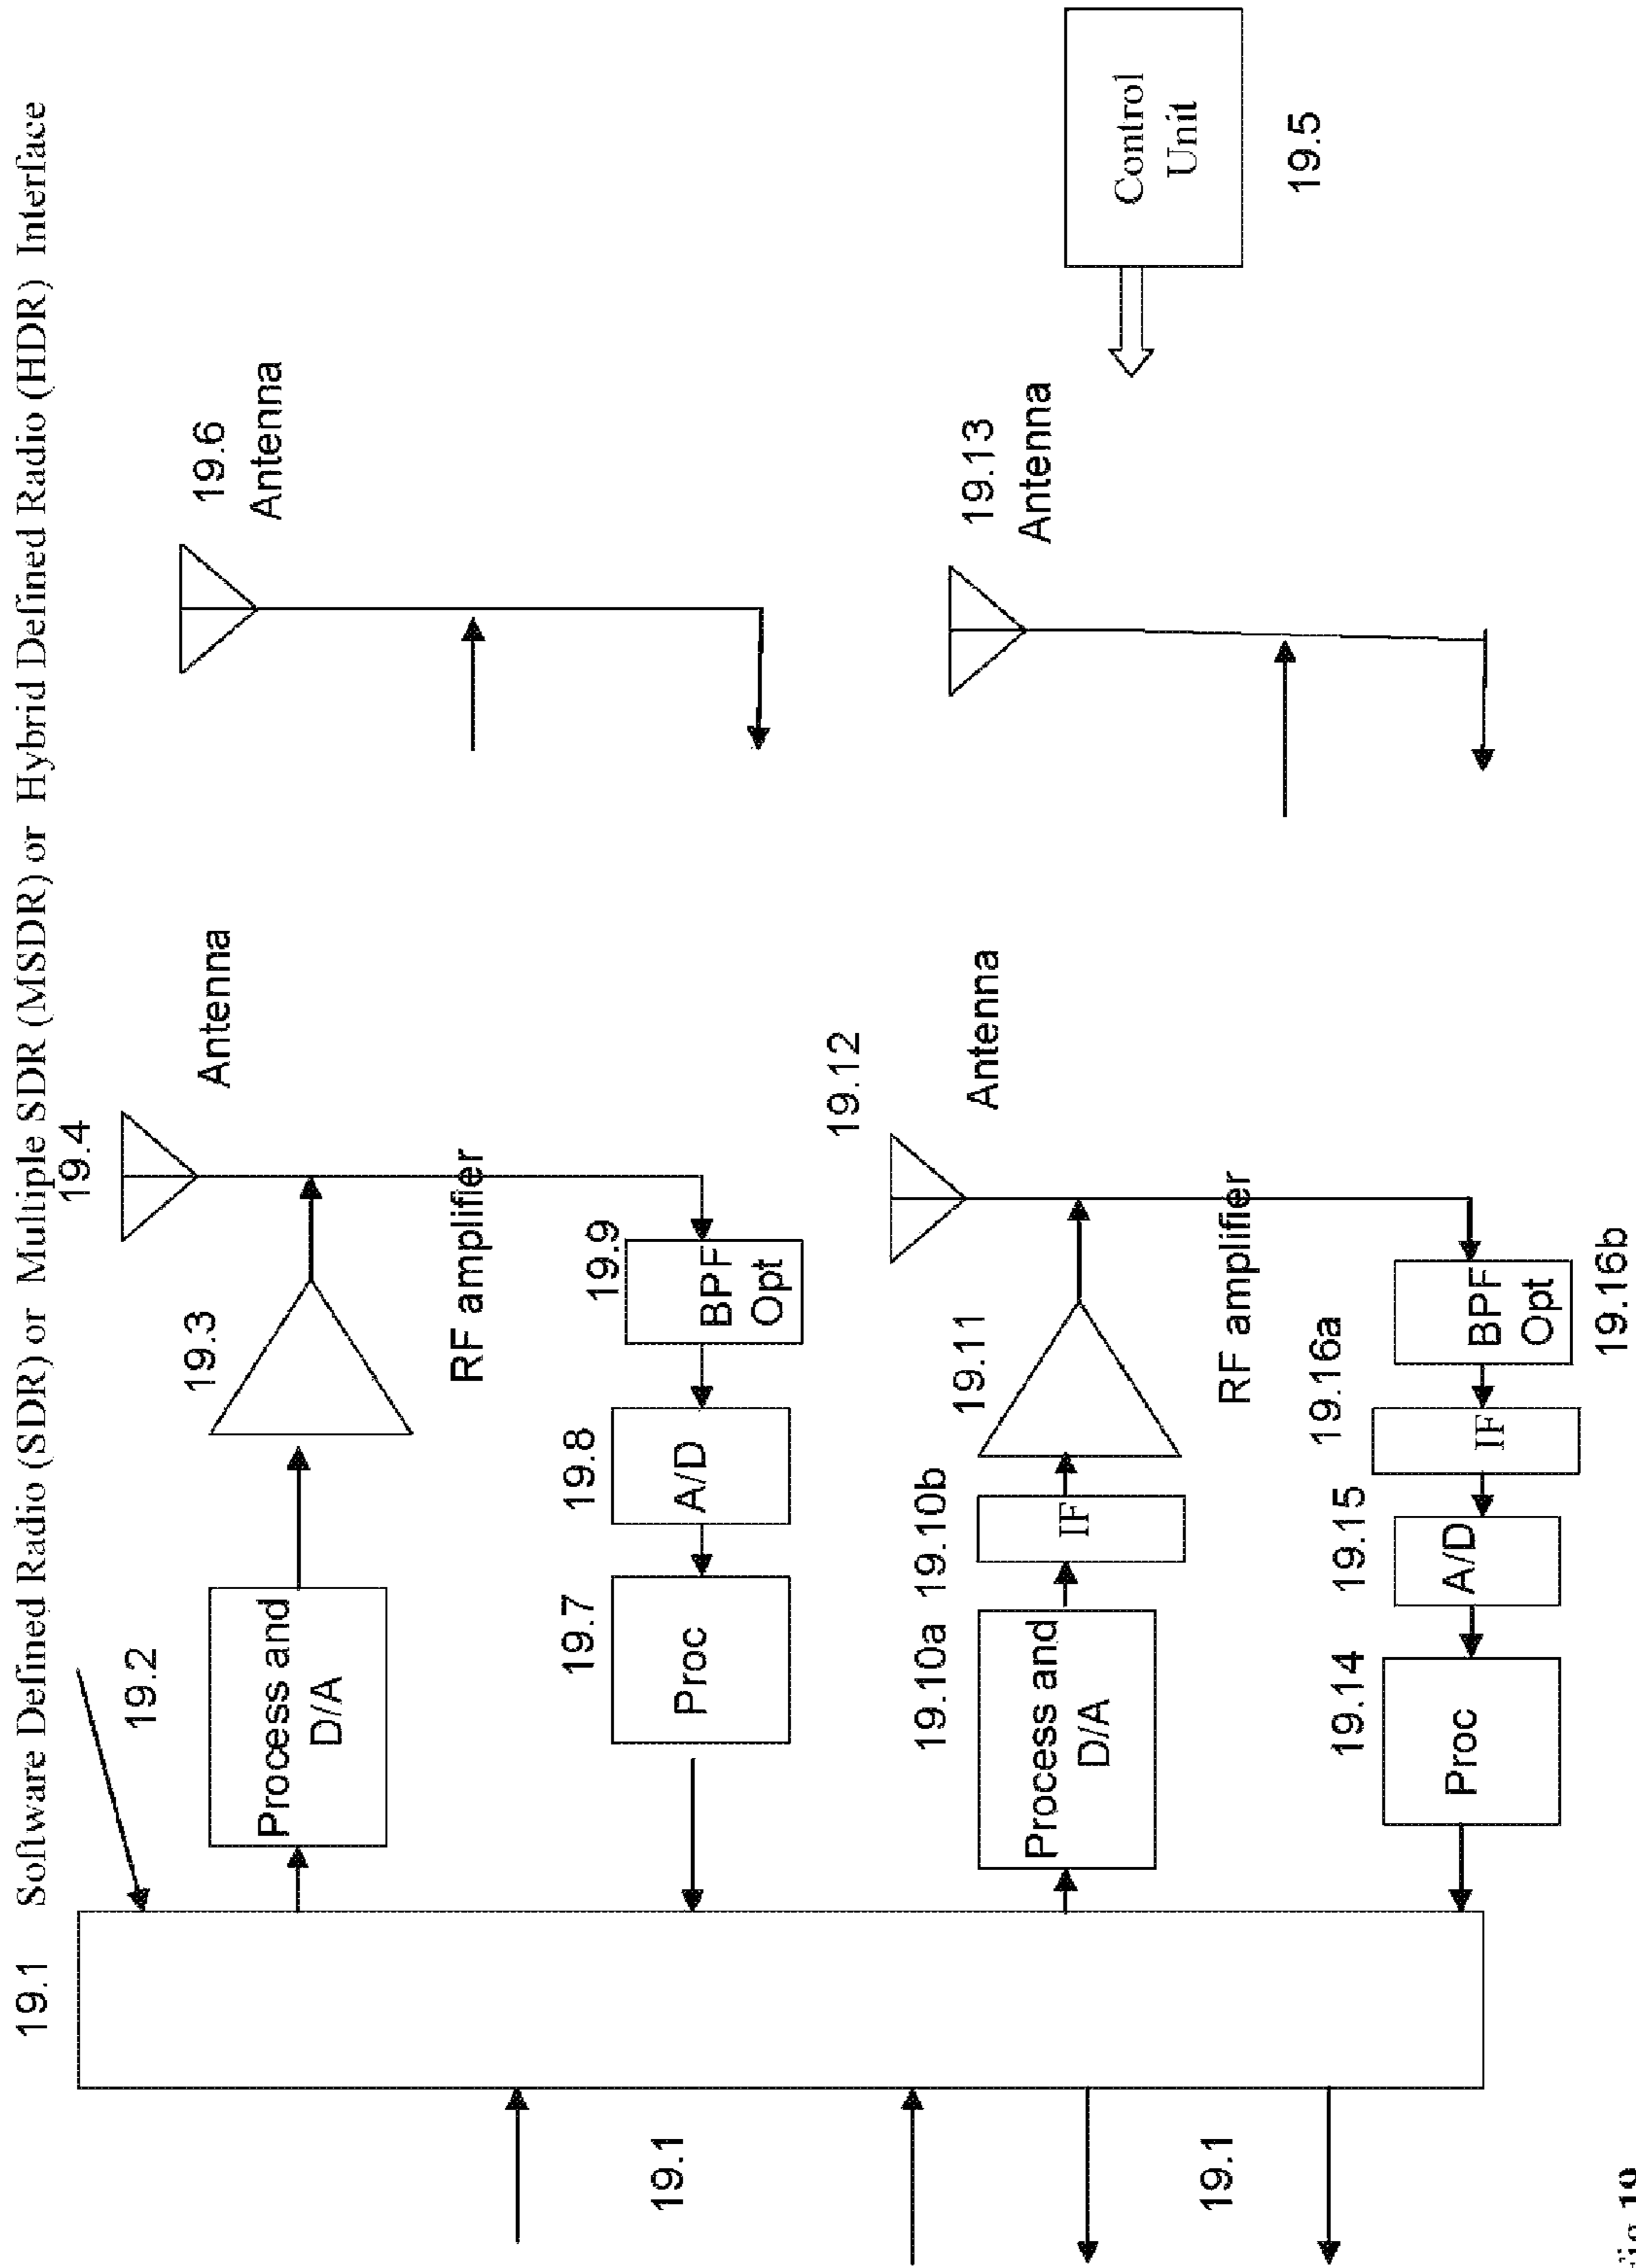 19.1 Software Defined Radio (SDR) or Multiple SDR (MSDR) or Hybrid Defined Radio (HDR) Interface
19.4
Antenna
19.6
Antenna
19.2
Process and
D/A
19.3
RF amplifier
19.7
Proc
19.8
A/D
19.9
BPF
Opt
19.12
Antenna
19.13
Antenna
Control
Unit
19.5
19.10a
Process and
D/A
19.10b
IF
19.11
RF amplifier
19.14
Proc
19.15
A/D
19.16a
IF
BPF
Opt
19.16b
19.1
19.1
19